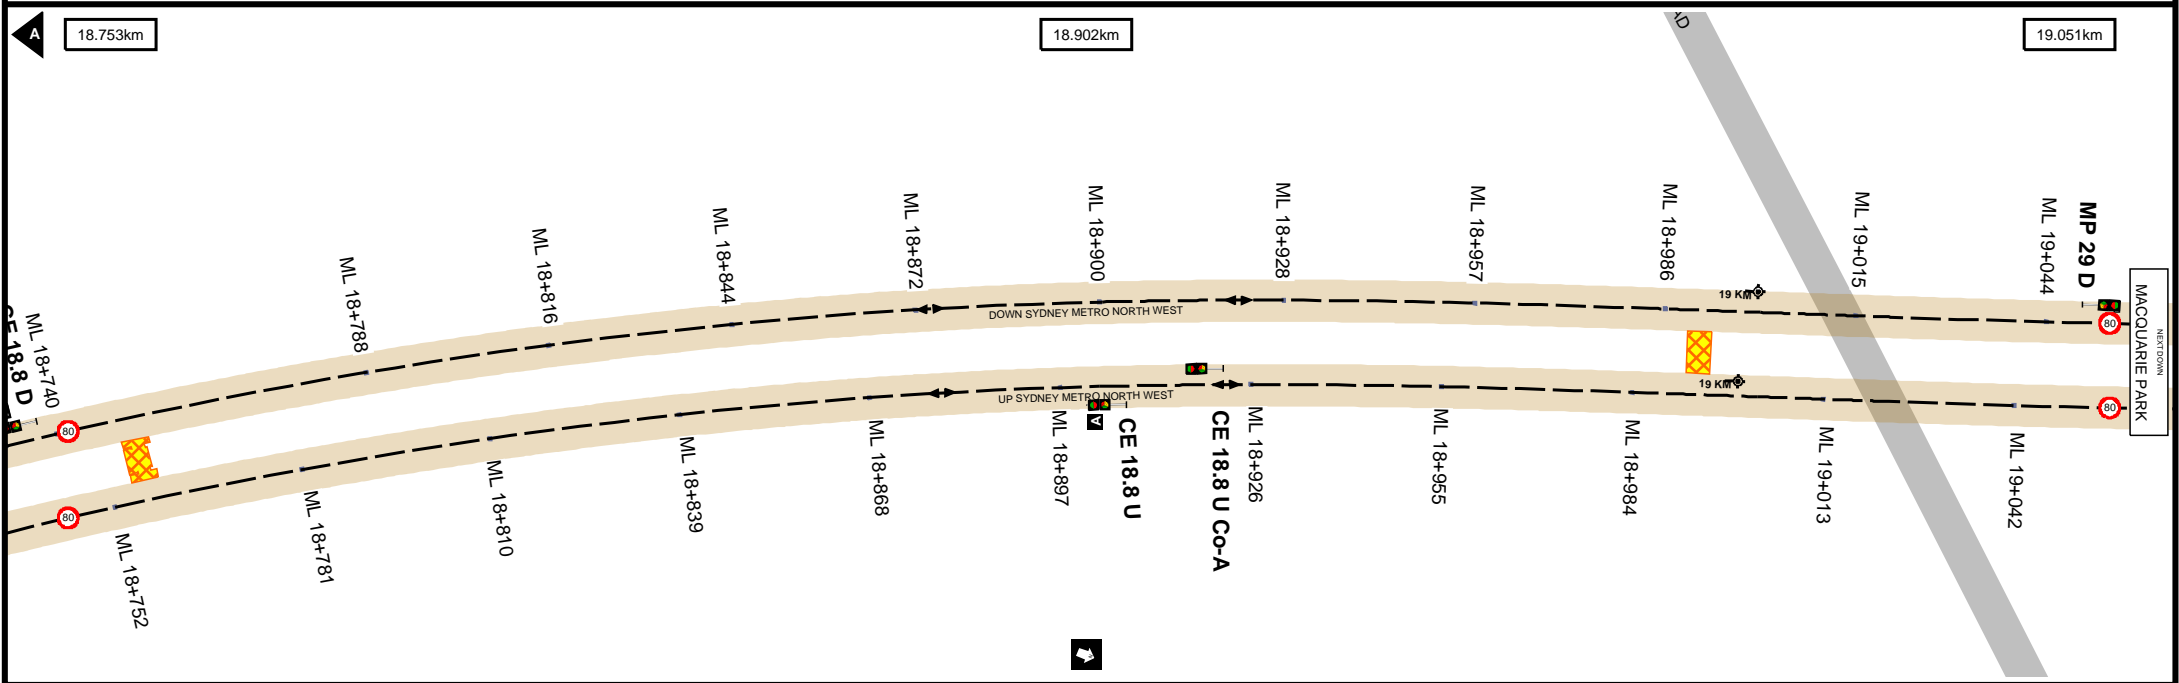 A
18.753km
18.902km
19.051km
CE 18.8 D
ML 18+740
ML 18+788
ML 18+816
ML 18+844
ML 18+872
ML 18+900
ML 18+928
ML 18+957
ML 18+986
ML 19+015
ML 19+044
MP 29 D
DOWN SYDNEY METRO NORTH WEST
19 KM
80
80
NEXT DOWN
MACQUARIE PARK
UP SYDNEY METRO NORTH WEST
19 KM
80
80
A
CE 18.8 U
CE 18.8 U Co-A
ML 18+752
ML 18+781
ML 18+810
ML 18+839
ML 18+868
ML 18+897
ML 18+926
ML 18+955
ML 18+984
ML 19+013
ML 19+042